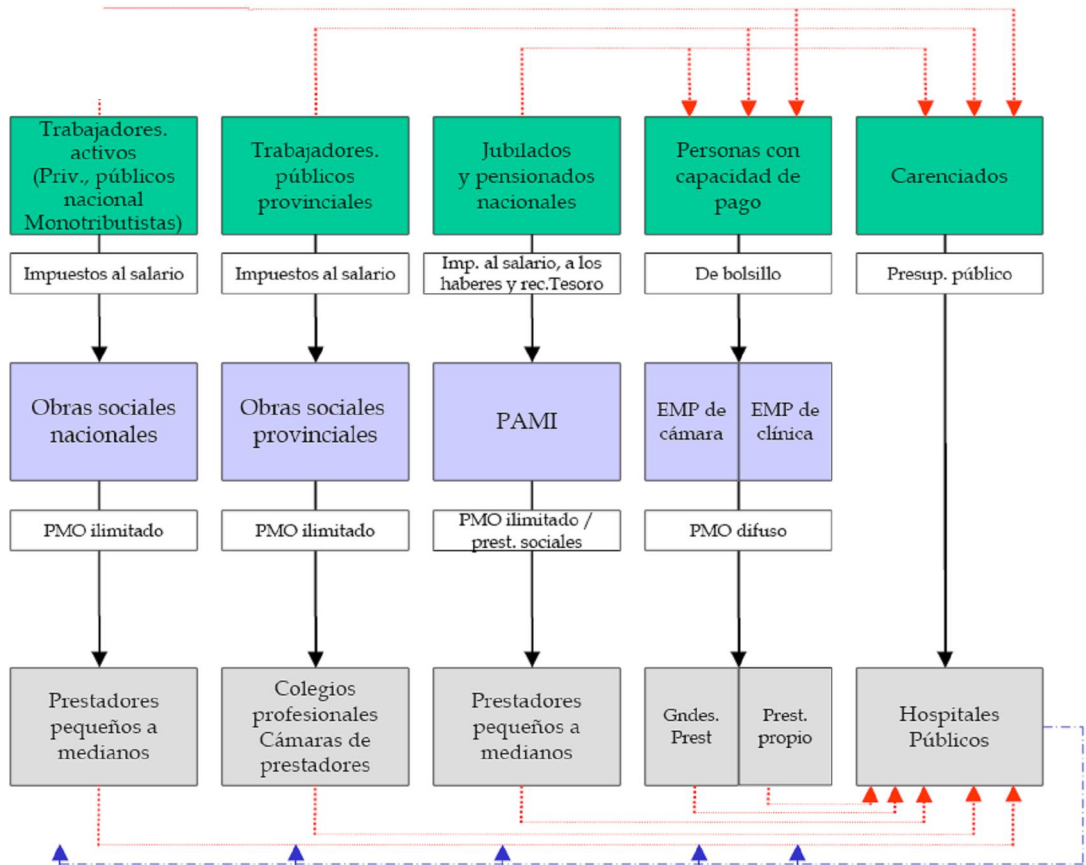 Trabajadores.
activos
(Priv., públicos
nacional
Monotributistas)
Trabajadores.
públicos
provinciales
Jubilados
y pensionados
nacionales
Personas con
capacidad de
pago
Carenciados
Impuestos al salario
Impuestos al salario
Imp. al salario, a los
haberes y rec.Tesoro
De bolsillo
Presup. público
Obras sociales
nacionales
Obras sociales
provinciales
PAMI
EMP de
cámara
EMP de
clínica
PMO ilimitado
PMO ilimitado
PMO ilimitado /
prest. sociales
PMO difuso
Prestadores
pequeños a
medianos
Colegios
profesionales
Cámaras de
prestadores
Prestadores
pequeños a
medianos
Gndes.
Prest
Prest.
propio
Hospitales
Públicos